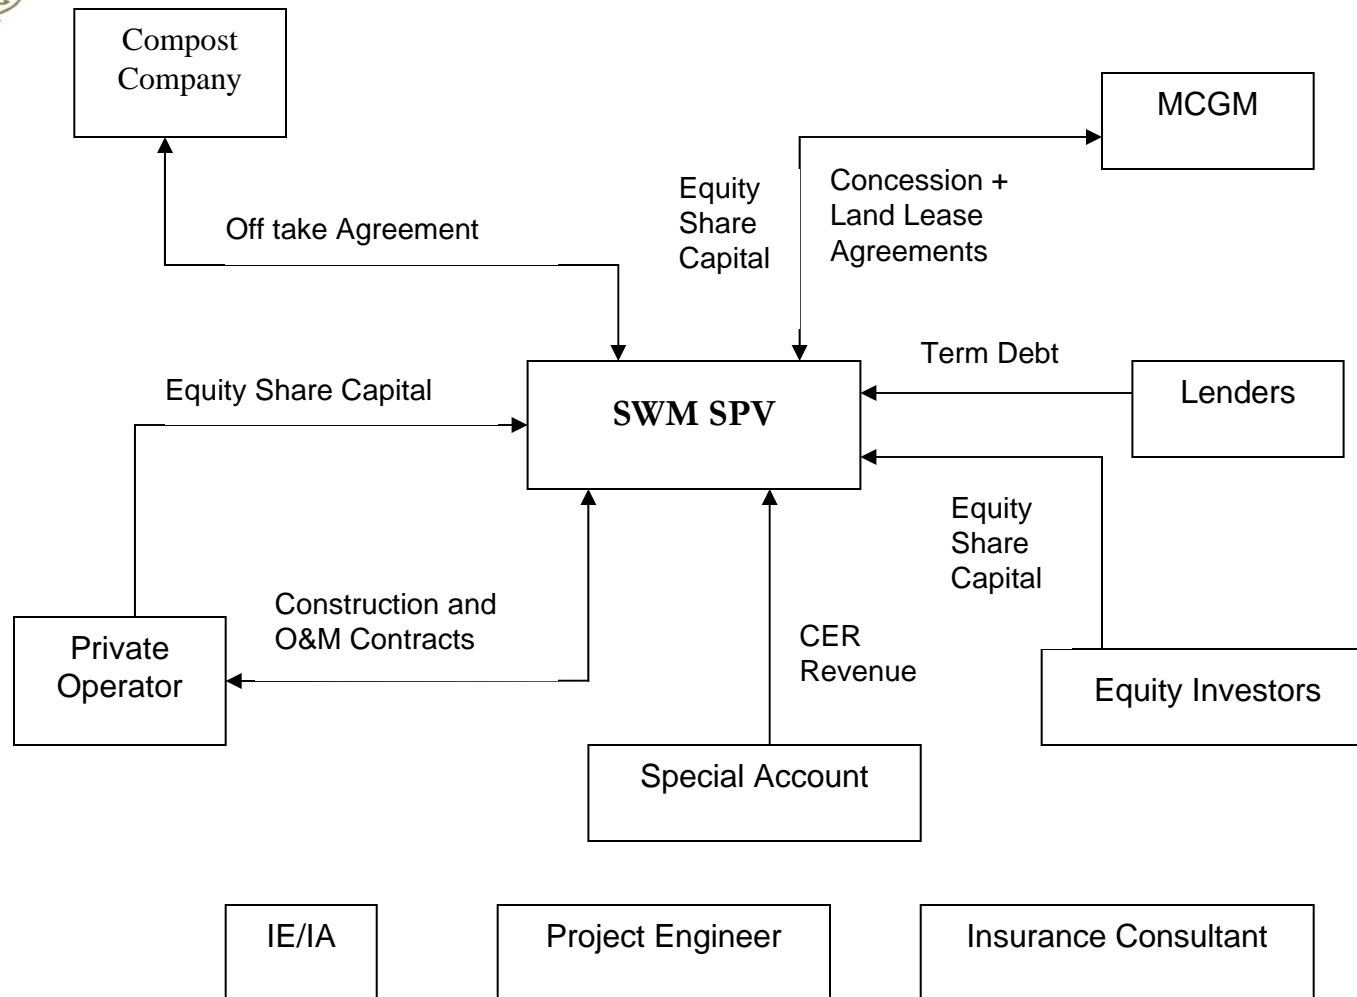 Compost
Company
MCGM
Equity
Share
Capital
Concession +
Land Lease
Agreements
Off take Agreement
Term Debt
Equity Share Capital
SWM SPV
Lenders
Equity
Share
Capital
Construction and
O&M Contracts
CER
Revenue
Private
Operator
Equity Investors
Special Account
IE/IA
Project Engineer
Insurance Consultant